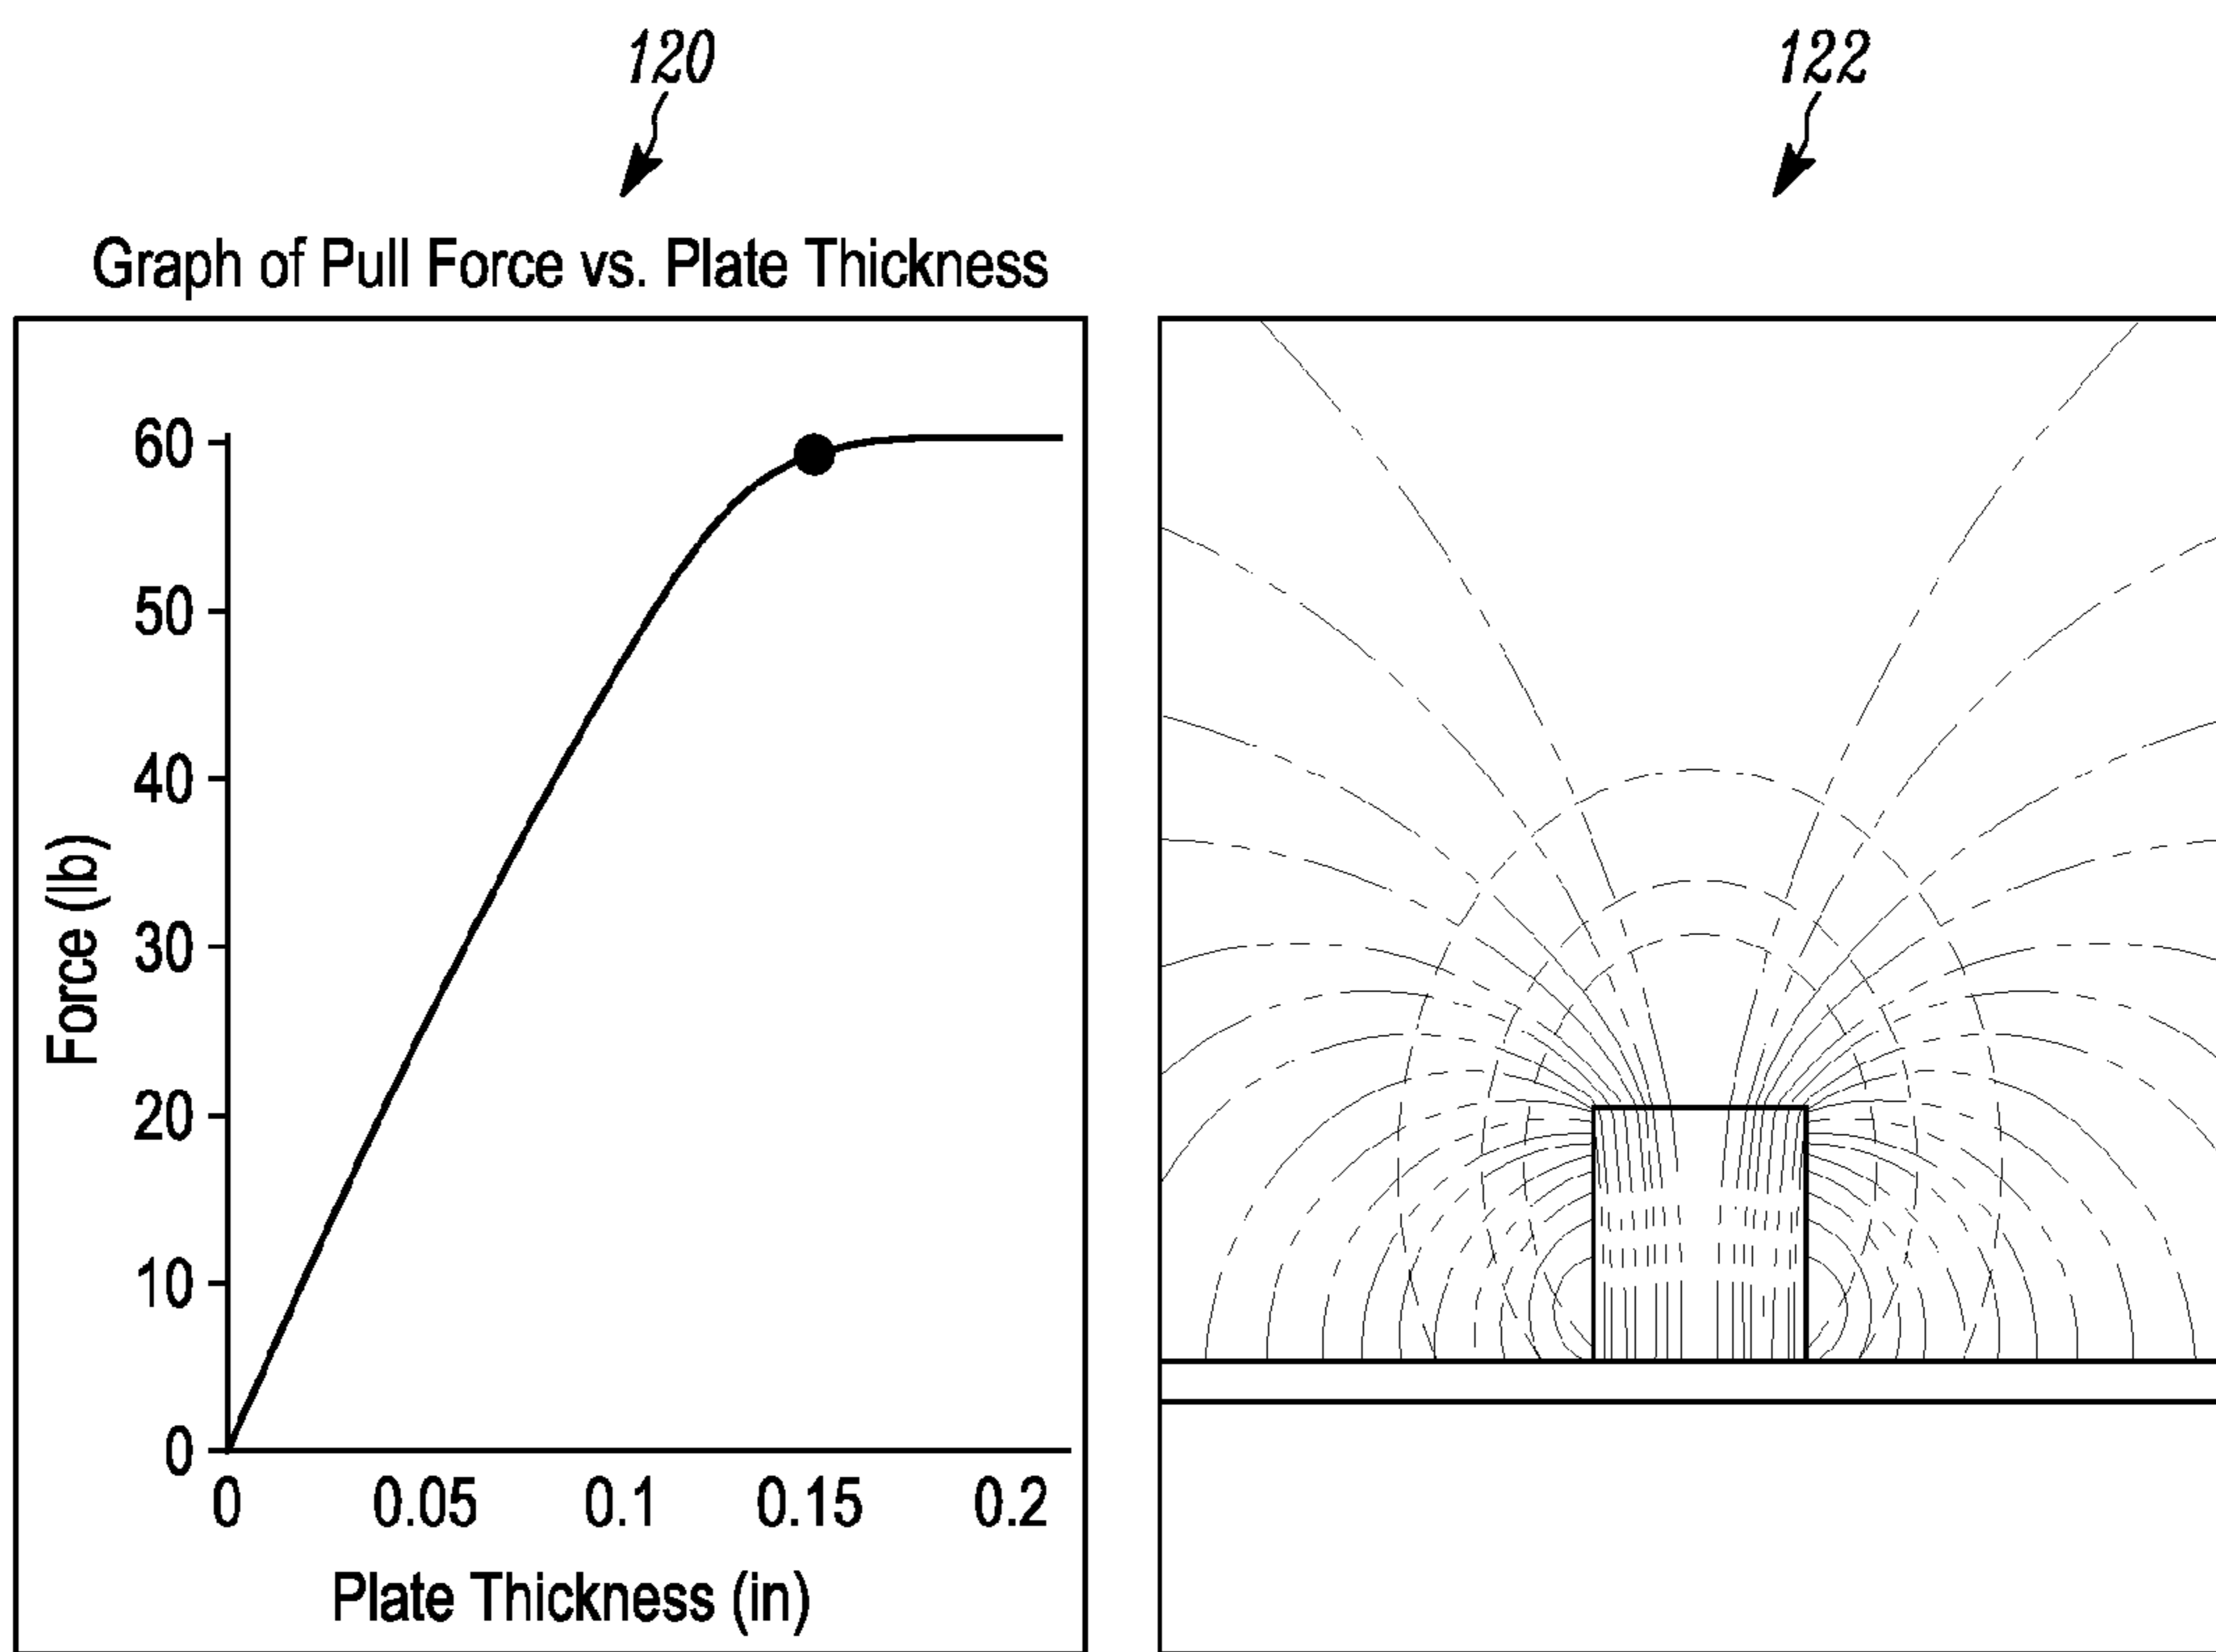 120
122
Graph of Pull Force vs. Plate Thickness
60
50
40
30
20
10
0
Force (lb)
0 0.05 0.1 0.15 0.2
Plate Thickness (in)